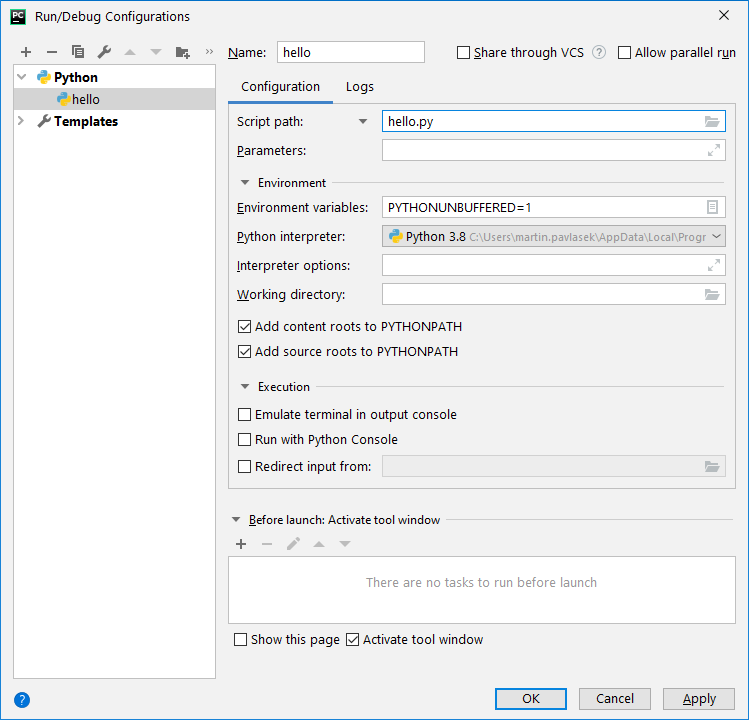 PC Run/Debug Configurations
Name: hello
Share through VCS ? Allow parallel run
Python
hello
Templates
Configuration Logs
Script path: hello.py
Parameters:
Environment
Environment variables: PYTHONUNBUFFERED=1
Python interpreter: Python 3.8 C:\Users\martin.pavlasek\AppData\Local\Progr
Interpreter options:
Working directory:
Add content roots to PYTHONPATH
Add source roots to PYTHONPATH
Execution
Emulate terminal in output console
Run with Python Console
Redirect input from:
Before launch: Activate tool window
There are no tasks to run before launch
Show this page Activate tool window
? OK Cancel Apply